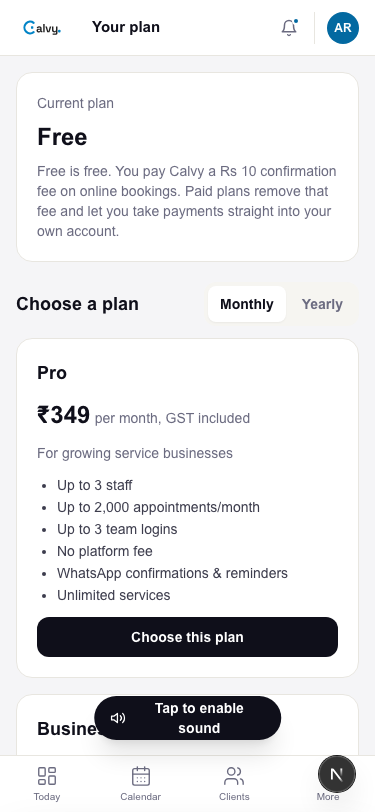 Calvy.
Your plan
AR
Current plan
Free
Free is free. You pay Calvy a Rs 10 confirmation
fee on online bookings. Paid plans remove that
fee and let you take payments straight into your
own account.
Choose a plan
Monthly
Yearly
Pro
₹349 per month, GST included
For growing service businesses
• Up to 3 staff
• Up to 2,000 appointments/month
• Up to 3 team logins
• No platform fee
• WhatsApp confirmations & reminders
• Unlimited services
Choose this plan
Tap to enable
sound
Today
Calendar
Clients
More
N